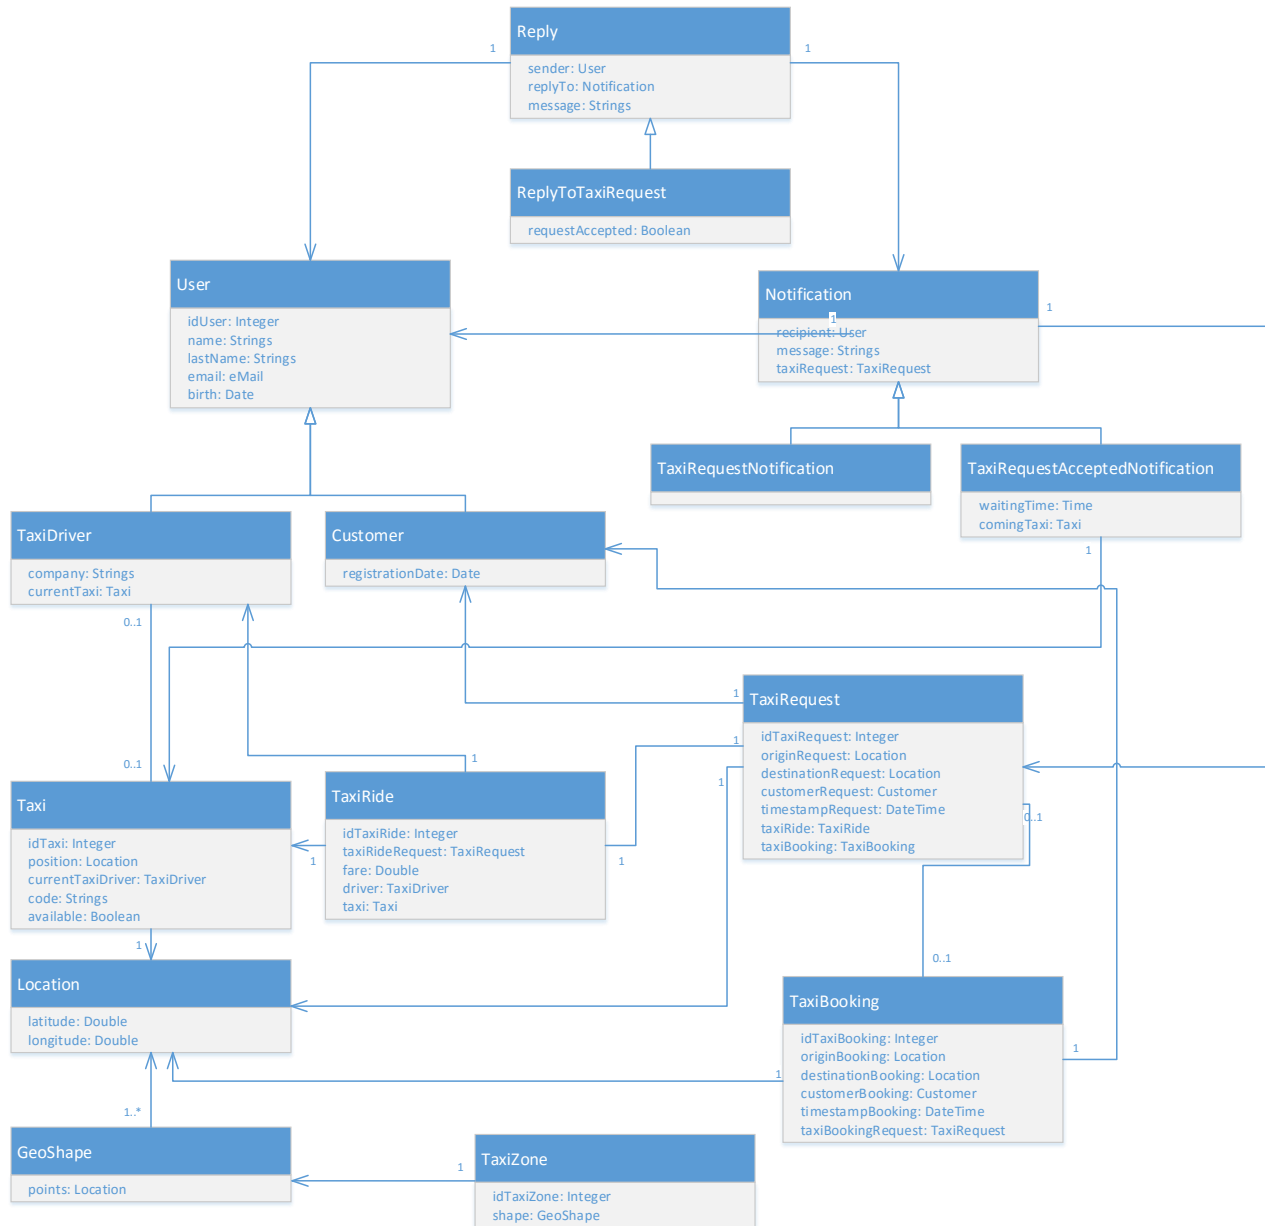 Reply
1
1
sender: User
replyTo: Notification
message: Strings
ReplyToTaxiRequest
requestAccepted: Boolean
User
idUser: Integer
name: Strings
lastName: Strings
email: eMail
birth: Date
Notification
1
1
recipient: User
message: Strings
taxiRequest: TaxiRequest
TaxiRequestNotification
TaxiRequestAcceptedNotification
waitingTime: Time
comingTaxi: Taxi
1
TaxiDriver
company: Strings
currentTaxi: Taxi
0..1
Customer
registrationDate: Date
0..1
1
TaxiRequest
1
1
1
idTaxiRequest: Integer
originRequest: Location
destinationRequest: Location
customerRequest: Customer
timestampRequest: DateTime
taxiRide: TaxiRide
taxiBooking: TaxiBooking
0..1
Taxi
idTaxi: Integer
position: Location
currentTaxiDriver: TaxiDriver
code: Strings
available: Boolean
1
TaxiRide
idTaxiRide: Integer
taxiRideRequest: TaxiRequest
fare: Double
driver: TaxiDriver
taxi: Taxi
1
1
0..1
Location
latitude: Double
longitude: Double
TaxiBooking
1
1
idTaxiBooking: Integer
originBooking: Location
destinationBooking: Location
customerBooking: Customer
timestampBooking: DateTime
taxiBookingRequest: TaxiRequest
1..*
GeoShape
points: Location
1
TaxiZone
idTaxiZone: Integer
shape: GeoShape